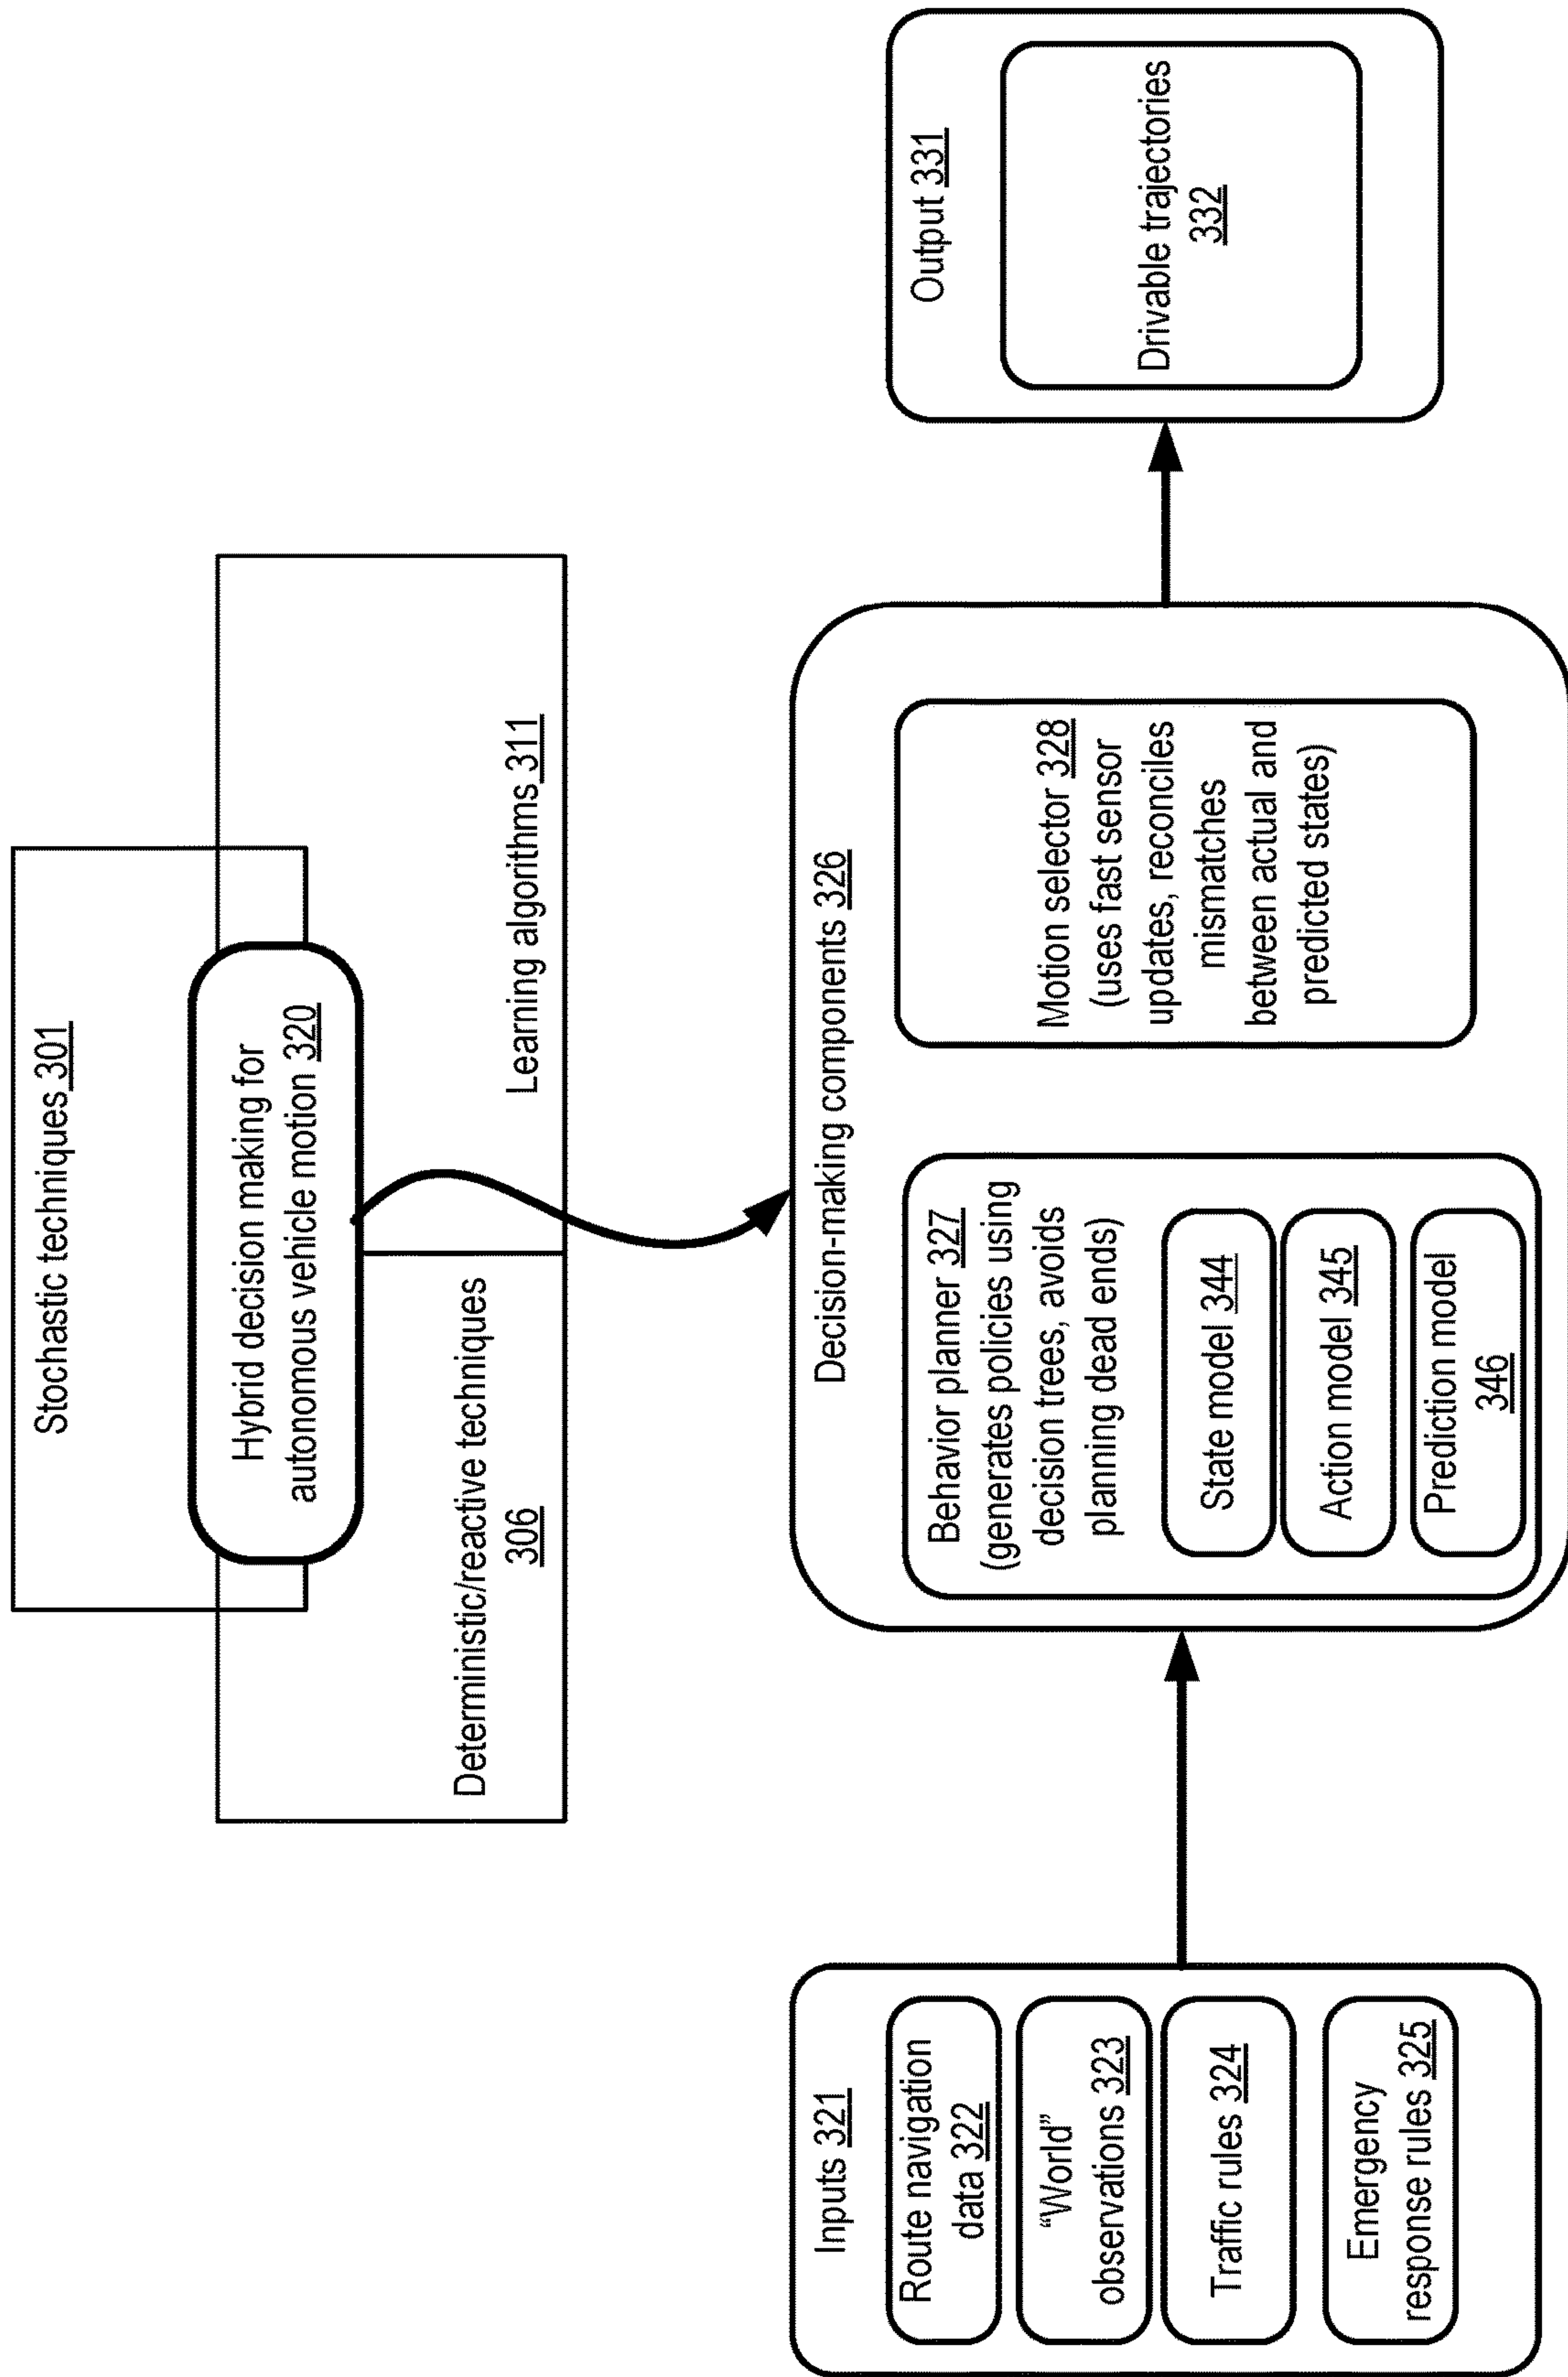 Stochastic techniques 301
Hybrid decision making for
autonomous vehicle motion 320
Deterministic/reactive techniques
306
Learning algorithms 311
Inputs 321
Route navigation
data 322
“World”
observations 323
Traffic rules 324
Emergency
response rules 325
Decision-making components 326
Behavior planner 327
(generates policies using
decision trees, avoids
planning dead ends)
State model 344
Action model 345
Prediction model
346
Motion selector 328
(uses fast sensor
updates, reconciles
mismatches
between actual and
predicted states)
Output 331
Drivable trajectories
332